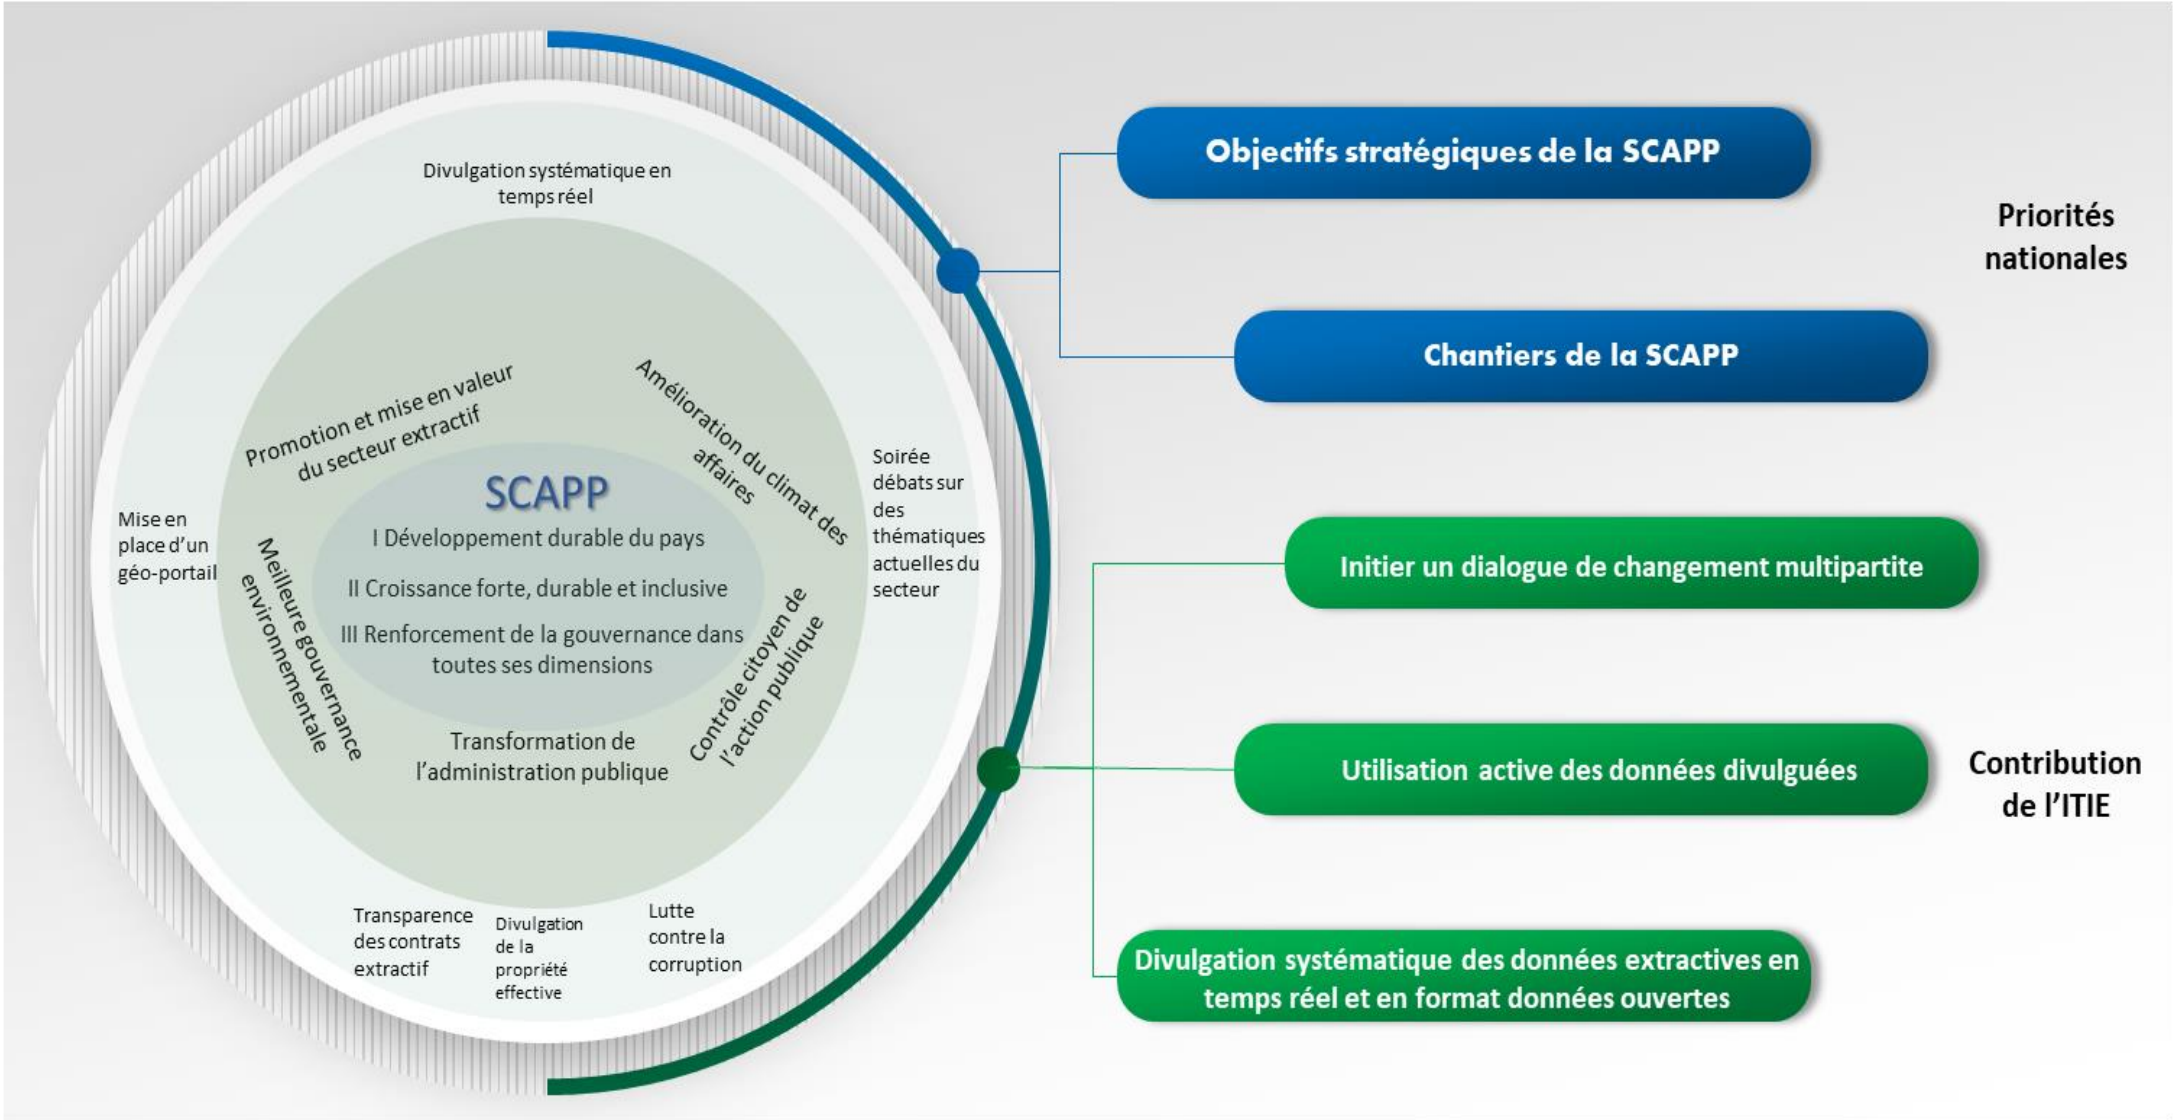 Divulgation systématique en
temps réel
Promotion et mise en valeur
du secteur extractif
Amélioration du climat des
affaires
Mise en
place d'un
géo-portail
Meilleure gouvernance
environnementale
SCAPP
I Développement durable du pays
II Croissance forte, durable et inclusive
III Renforcement de la gouvernance dans
toutes ses dimensions
Soirée
débats sur
des
thématiques
actuelles du
secteur
Contrôle citoyen de
l'action publique
Transformation de
l'administration publique
Transparence
des contrats
extractif
Divulgation
de la
propriété
effective
Lutte
contre la
corruption
Objectifs stratégiques de la SCAPP
Chantiers de la SCAPP
Priorités
nationales
Initier un dialogue de changement multipartite
Utilisation active des données divulguées
Divulgation systématique des données extractives en
temps réel et en format données ouvertes
Contribution
de l'ITIE